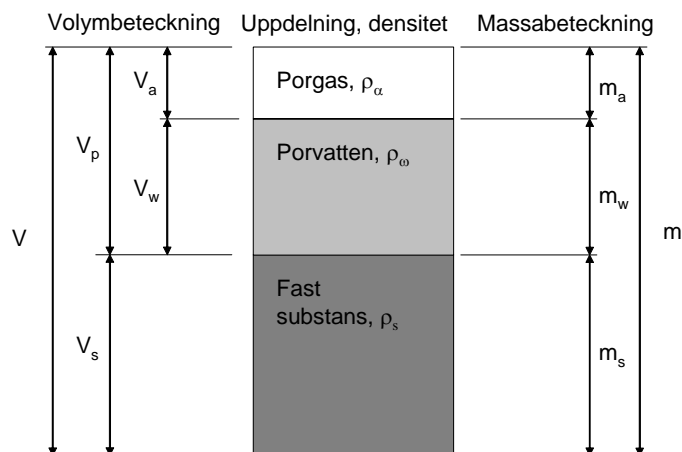 Volymbeteckning Uppdelning, densitet Massabeteckning
V_a Porgas, ρ_α m_a
V_p
V_w Porvatten, ρ_ω m_w
V m
Fast
substans, ρ_s
V_s m_s